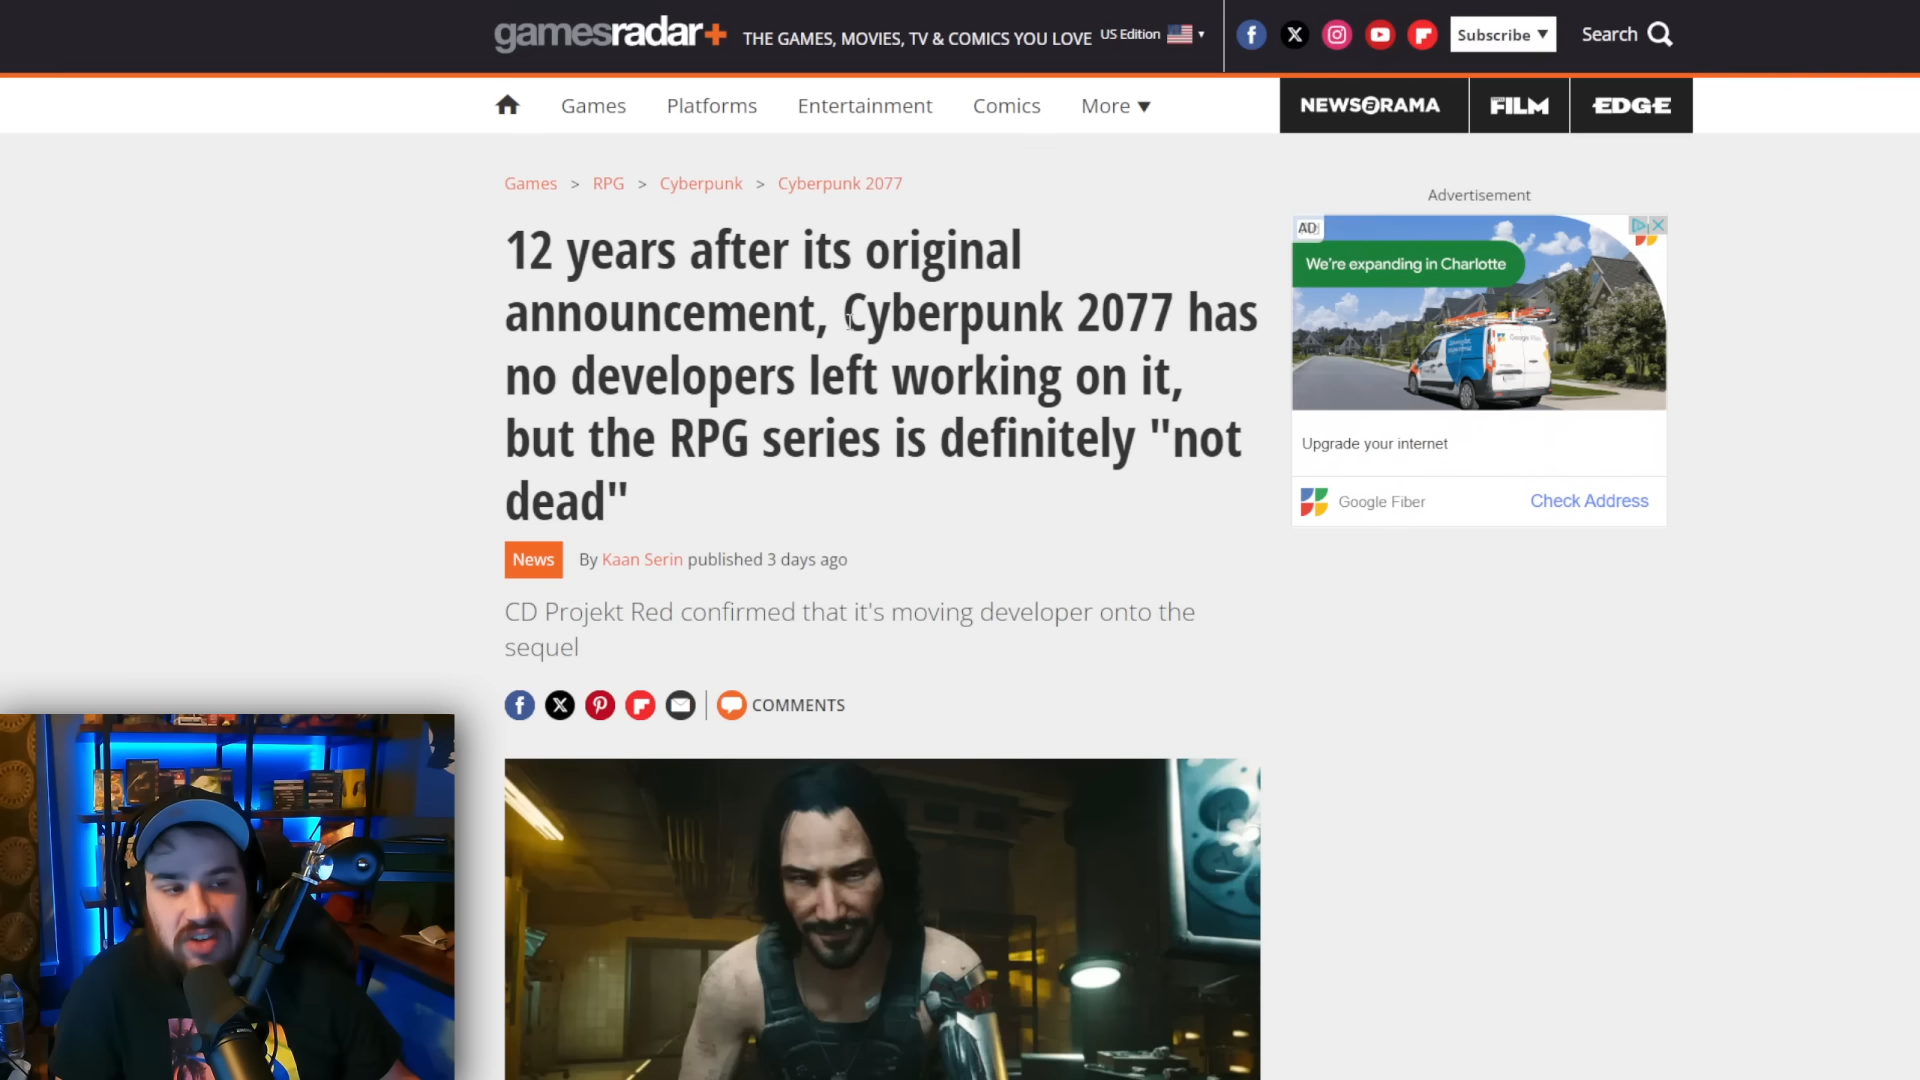 gamesradar+ THE GAMES, MOVIES, TV & COMICS YOU LOVE US Edition ▼ Subscribe ▼ Search
Games Platforms Entertainment Comics More ▼ NEWSARAMA FILM EDGE
Games > RPG > Cyberpunk > Cyberpunk 2077
12 years after its original
announcement, Cyberpunk 2077 has
no developers left working on it,
but the RPG series is definitely "not
dead"
News By Kaan Serin published 3 days ago
CD Projekt Red confirmed that it's moving developer onto the
sequel
COMMENTS
Advertisement
AD
We're expanding in Charlotte
Upgrade your internet
Google Fiber Check Address